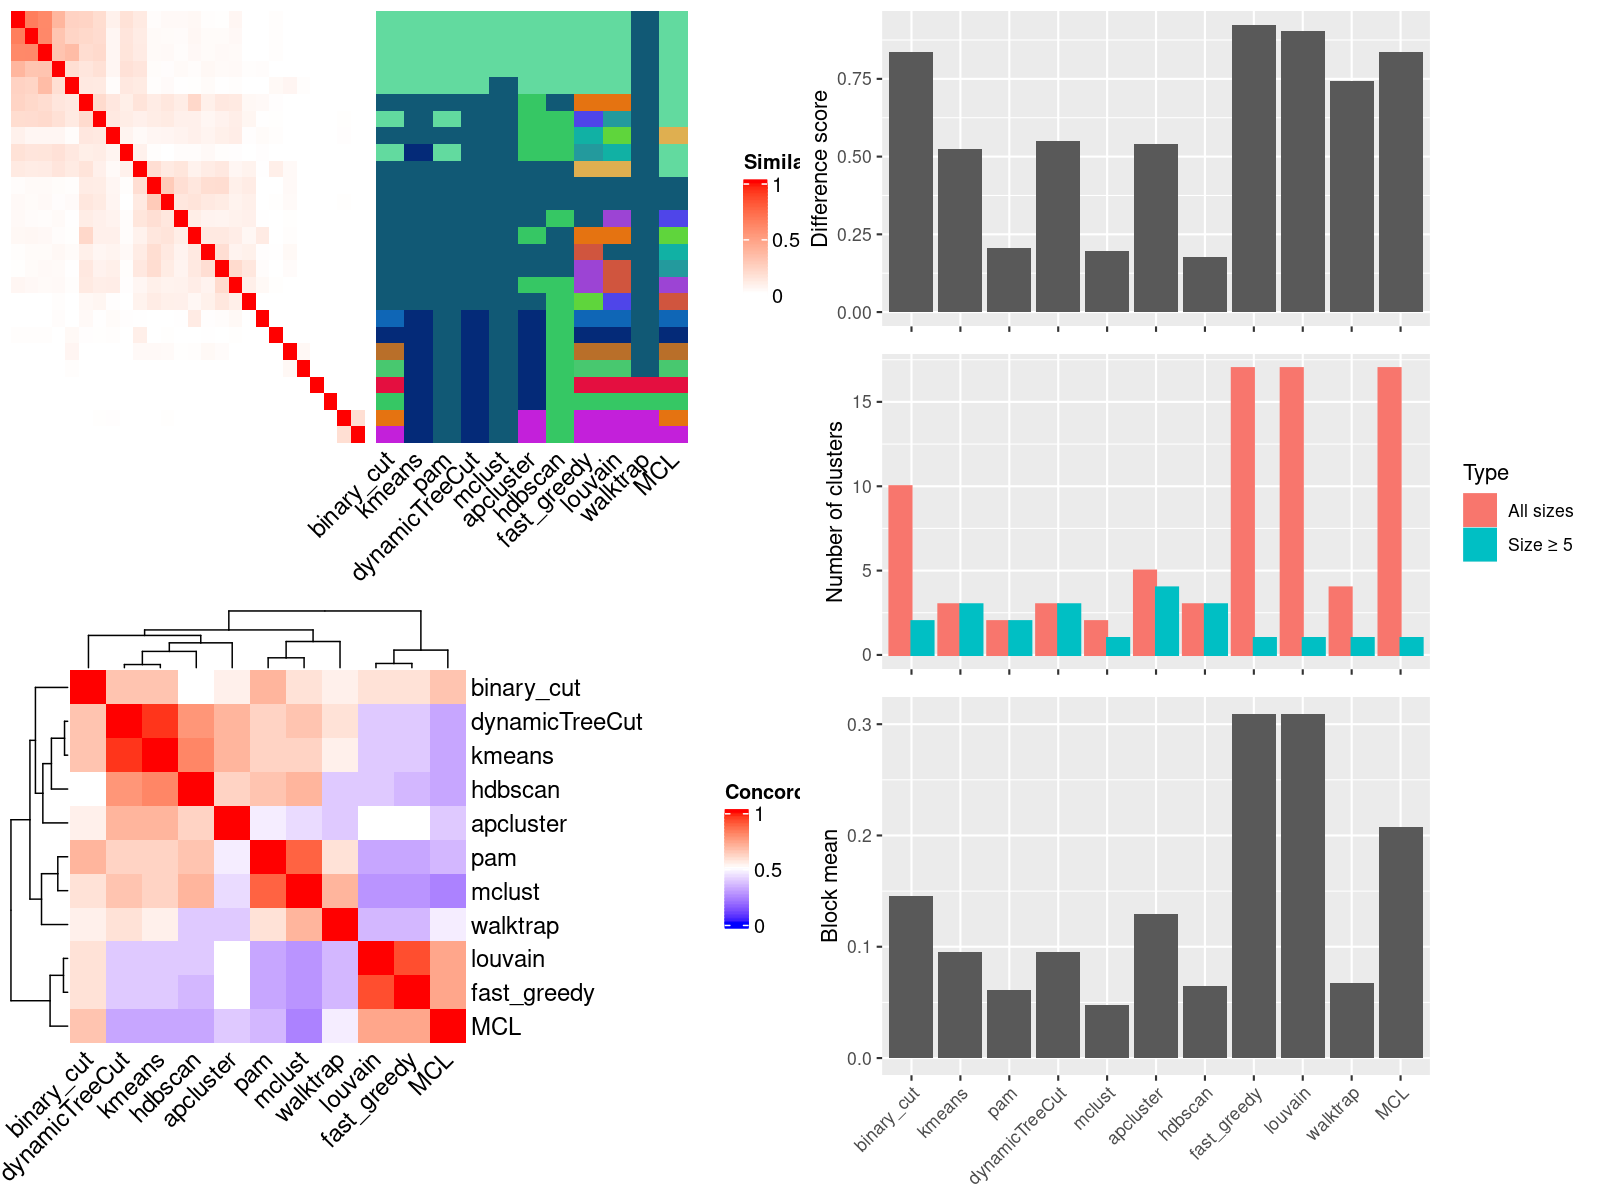 Simila
1
0.5
0
binary_cut
kmeans
pam
dynamicTreeCut
mclust
apcluster
hdbscan
fast_greedy
louvain
walktrap
MCL
binary_cut
dynamicTreeCut
kmeans
hdbscan
apcluster
pam
mclust
walktrap
louvain
fast_greedy
MCL
Concord
1
0.5
0
binary_cut
dynamicTreeCut
kmeans
hdbscan
apcluster
pam
mclust
walktrap
louvain
fast_greedy
MCL
Difference score
0.75
0.50
0.25
0.00
Number of clusters
15
10
5
0
Type
All sizes
Size ≥ 5
Block mean
0.3
0.2
0.1
0.0
binary_cut
kmeans
pam
dynamicTreeCut
mclust
apcluster
hdbscan
fast_greedy
louvain
walktrap
MCL